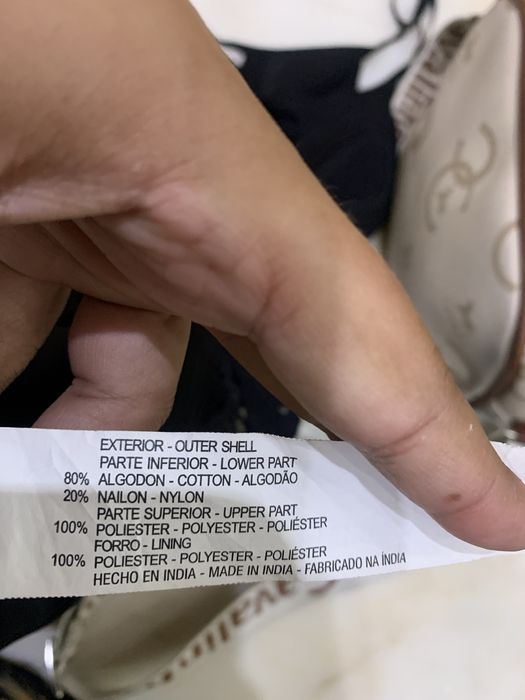 EXTERIOR - OUTER SHELL
PARTE INFERIOR - LOWER PART
80% ALGODON - COTTON - ALGODÃO
20% NAILON - NYLON
PARTE SUPERIOR - UPPER PART
100% POLIESTER - POLYESTER - POLIÉSTER
FORRO - LINING
100% POLIESTER - POLYESTER - POLIÉSTER
HECHO EN INDIA - MADE IN INDIA - FABRICADO NA ÍNDIA